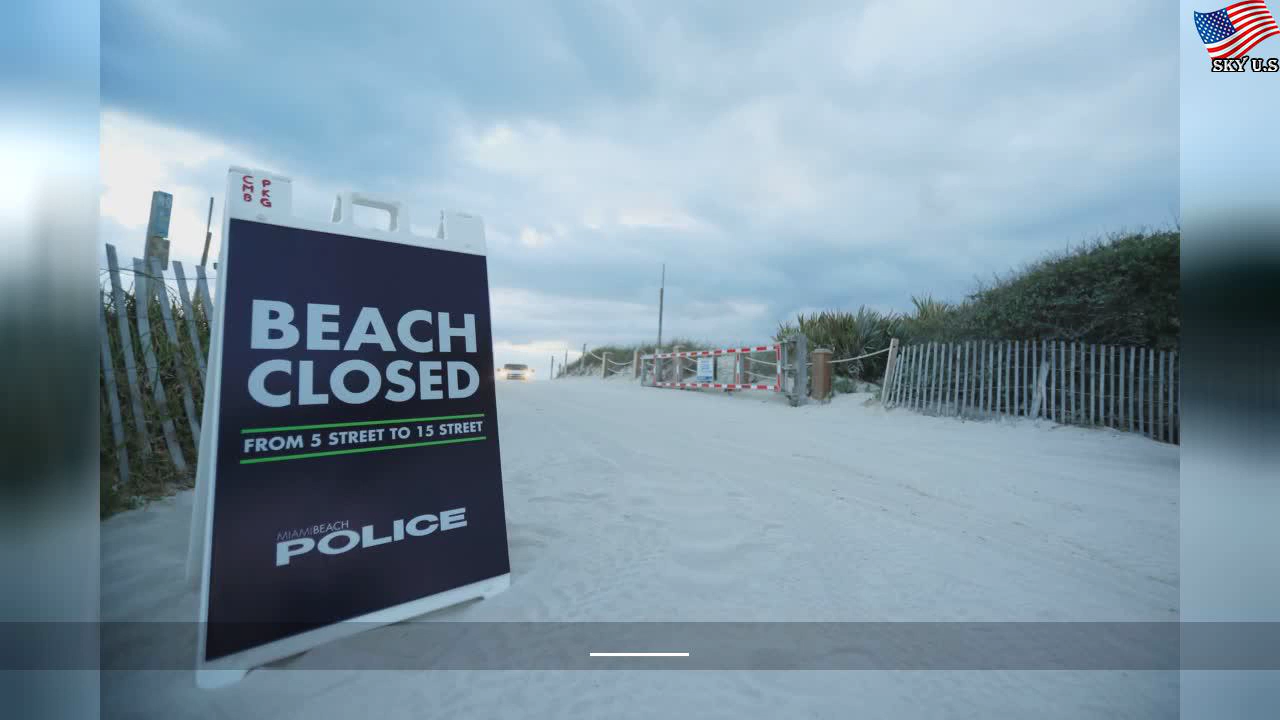 SKY U.S
CMB PKG
BEACH
CLOSED
FROM 5 STREET TO 15 STREET
MIAMIBEACH
POLICE